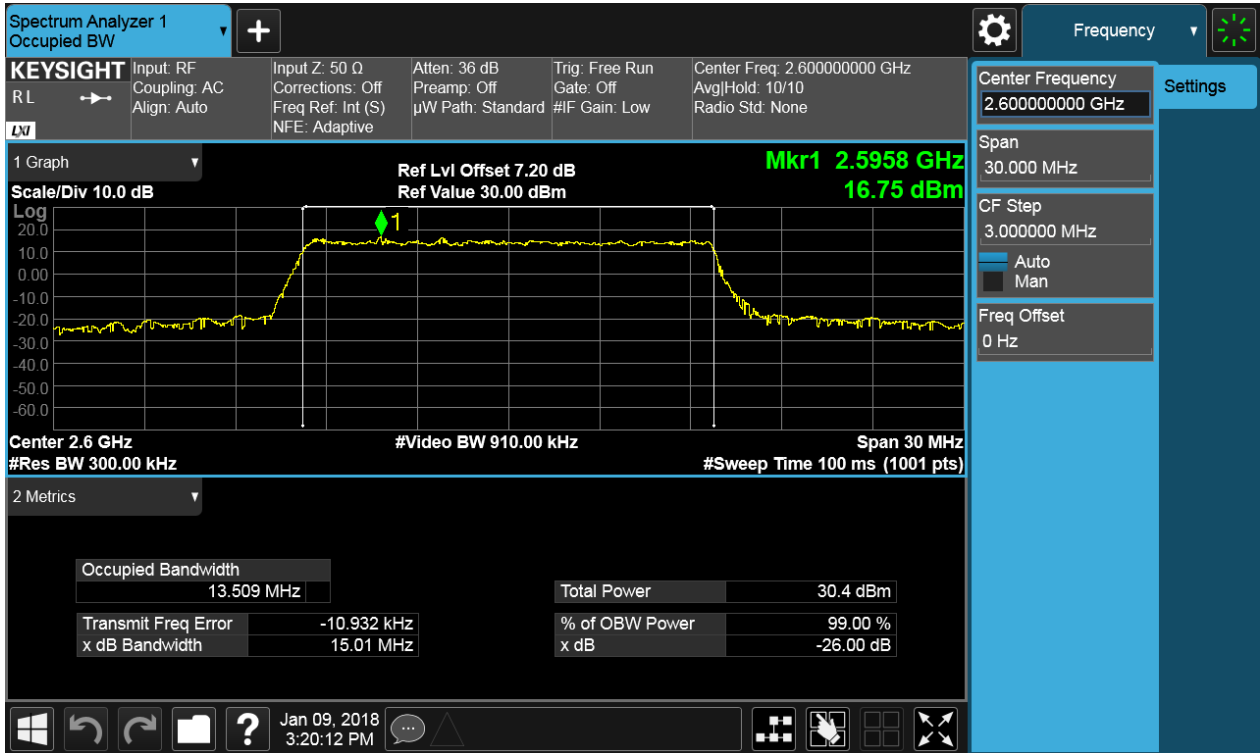 Spectrum Analyzer 1
Occupied BW
Frequency
KEYSIGHT
RL
LXI
Input: RF
Coupling: AC
Align: Auto
Input Z: 50 Ω
Corrections: Off
Freq Ref: Int (S)
NFE: Adaptive
Atten: 36 dB
Preamp: Off
µW Path: Standard
Trig: Free Run
Gate: Off
#IF Gain: Low
Center Freq: 2.600000000 GHz
Avg|Hold: 10/10
Radio Std: None
Center Frequency
2.600000000 GHz
Settings
Span
30.000 MHz
CF Step
3.000000 MHz
Auto
Man
Freq Offset
0 Hz
1 Graph
Scale/Div 10.0 dB
Ref Lvl Offset 7.20 dB
Ref Value 30.00 dBm
Mkr1 2.5958 GHz
16.75 dBm
Log
1
20.0
10.0
0.00
-10.0
-20.0
-30.0
-40.0
-50.0
-60.0
Center 2.6 GHz
#Video BW 910.00 kHz
Span 30 MHz
#Res BW 300.00 kHz
#Sweep Time 100 ms (1001 pts)
2 Metrics
Occupied Bandwidth
13.509 MHz
Total Power 30.4 dBm
Transmit Freq Error -10.932 kHz
% of OBW Power 99.00 %
x dB Bandwidth 15.01 MHz
x dB -26.00 dB
?
Jan 09, 2018
3:20:12 PM